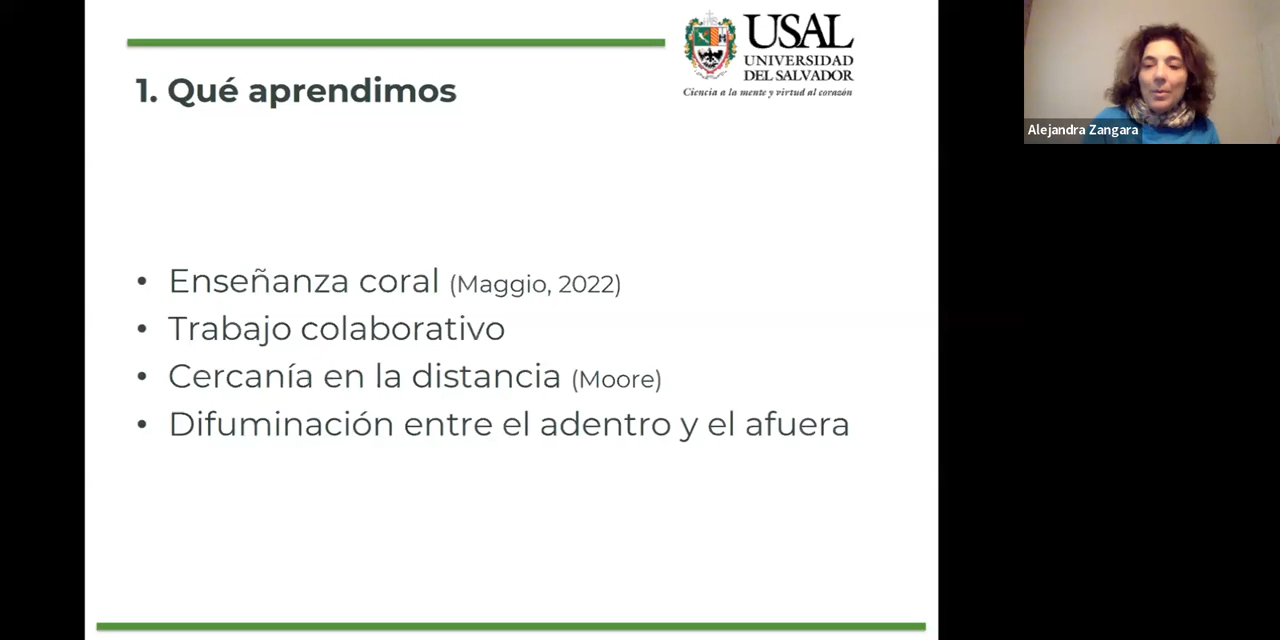 USAL
UNIVERSIDAD
DEL SALVADOR
Ciencia a la mente y virtud al corazón
1. Qué aprendimos
Alejandra Zangara
• Enseñanza coral (Maggio, 2022)
• Trabajo colaborativo
• Cercanía en la distancia (Moore)
• Difuminación entre el adentro y el afuera